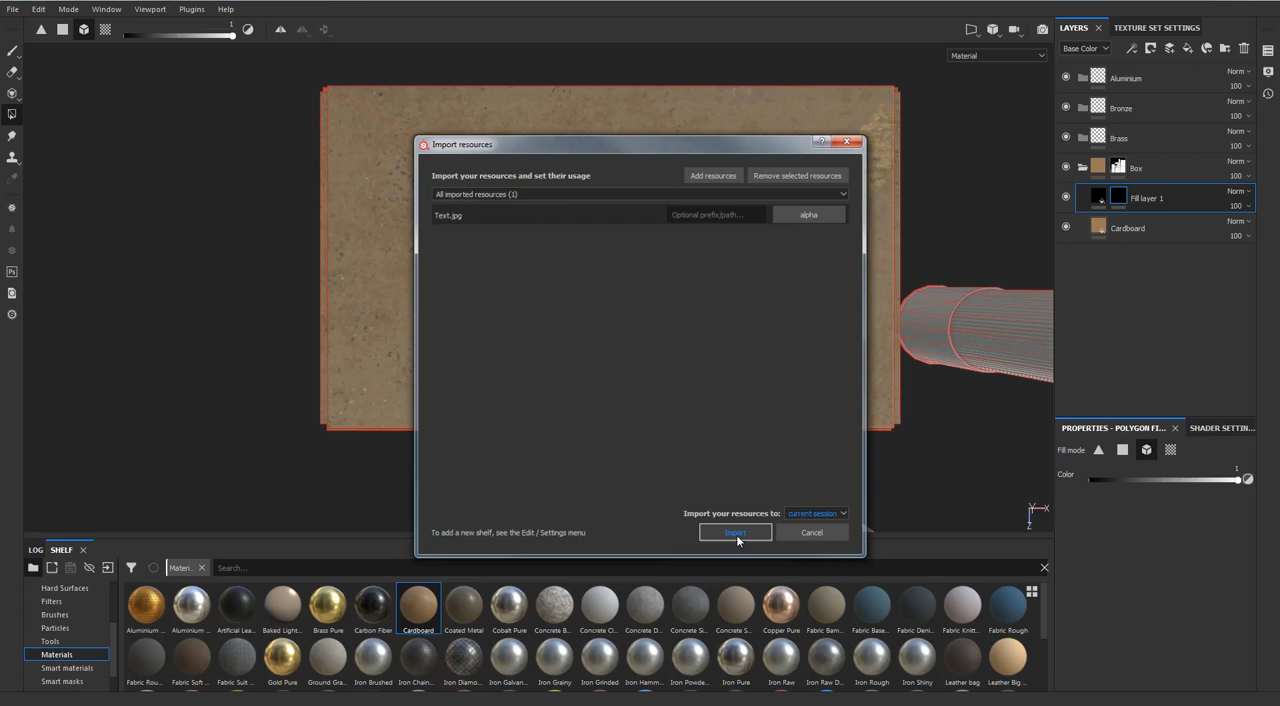 File Edit Mode Window Viewport Plugins Help
1
Material
LAYERS TEXTURE SET SETTINGS
Base Color
Aluminium Norm 100
Bronze Norm 100
Brass Norm 100
Box Norm 100
Fill layer 1 Norm 100
Cardboard Norm 100
Import resources
Import your resources and set their usage Add resources Remove selected resources
All imported resources (1)
Text.jpg Optional prefix/path... alpha
Import your resources to: current session
To add a new shelf, see the Edit / Settings menu Import Cancel
PROPERTIES - POLYGON FI... SHADER SETTIN...
Fill mode
Color 1
Y X
Z
Ps
LOG SHELF
Materi... Search...
Hard Surfaces
Filters
Brushes
Particles
Tools
Materials
Smart materials
Smart masks
Aluminium ... Aluminium ... Artificial Lea... Baked Light... Brass Pure Carbon Fiber Cardboard Coated Metal Cobalt Pure Concrete B... Concrete Cl... Concrete D... Concrete Si... Concrete S... Copper Pure Fabric Bam... Fabric Base... Fabric Deni... Fabric Knitt... Fabric Rough
Fabric Rou... Fabric Soft ... Fabric Suit ... Gold Pure Ground Gra... Iron Brushed Iron Chain... Iron Diamo... Iron Galvan... Iron Grainy Iron Grinded Iron Hamm... Iron Powde... Iron Pure Iron Raw Iron Raw D... Iron Rough Iron Shiny Leather bag Leather Big ...